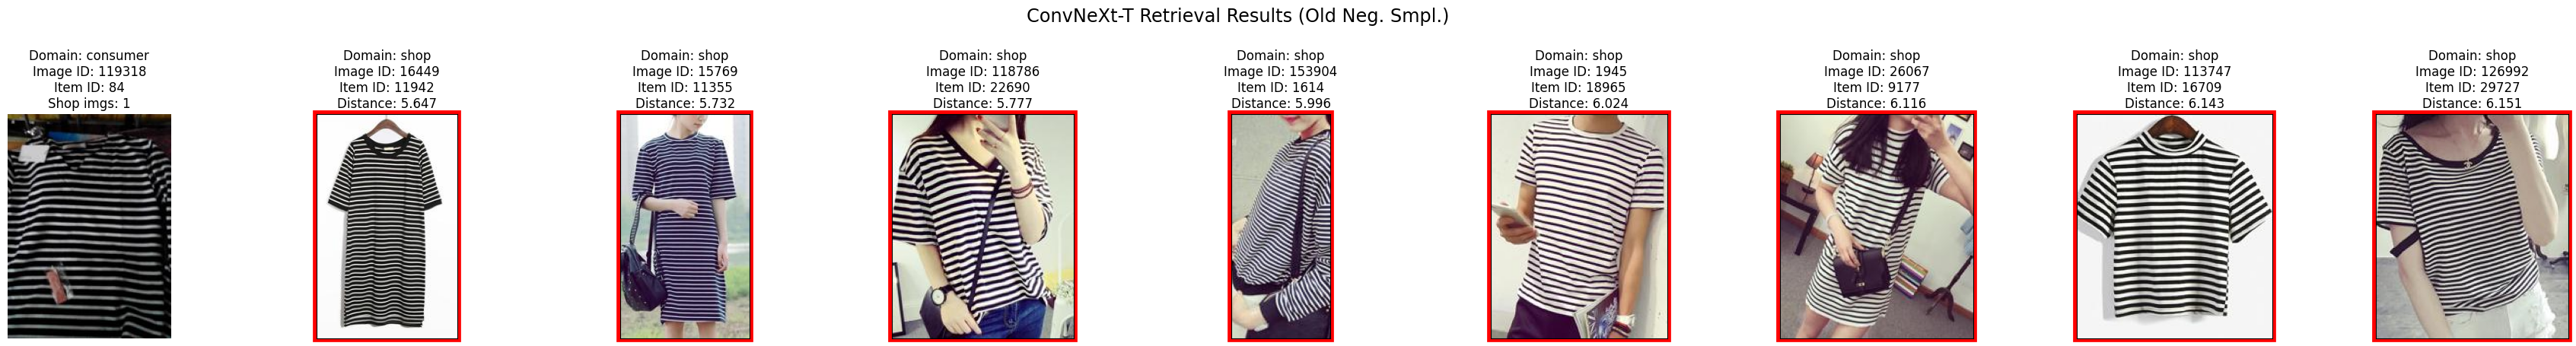 ConvNeXt-T Retrieval Results (Old Neg. Smpl.)
Domain: consumer
Image ID: 119318
Item ID: 84
Shop imgs: 1
Domain: shop
Image ID: 16449
Item ID: 11942
Distance: 5.647
Domain: shop
Image ID: 15769
Item ID: 11355
Distance: 5.732
Domain: shop
Image ID: 118786
Item ID: 22690
Distance: 5.777
Domain: shop
Image ID: 153904
Item ID: 1614
Distance: 5.996
Domain: shop
Image ID: 1945
Item ID: 18965
Distance: 6.024
Domain: shop
Image ID: 26067
Item ID: 9177
Distance: 6.116
Domain: shop
Image ID: 113747
Item ID: 16709
Distance: 6.143
Domain: shop
Image ID: 126992
Item ID: 29727
Distance: 6.151